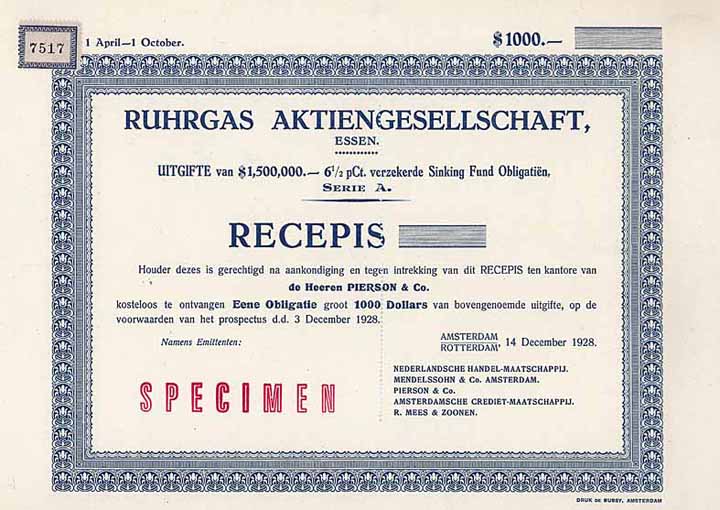 7517
1 April—1 October.
$ 1000.—
RUHRGAS AKTIENGESELLSCHAFT,
ESSEN.
UITGIFTE van $ 1,500,000.— 6 1/2 pCt. verzekerde Sinking Fund Obligatiën,
SERIE A.
RECEPIS
Houder dezes is gerechtigd na aankondiging en tegen intrekking van dit RECEPIS ten kantore van
de Heeren PIERSON & Co.
kosteloos te ontvangen Eene Obligatie groot 1000 Dollars van bovengenoemde uitgifte, op de
voorwaarden van het prospectus d.d. 3 December 1928.
Namens Emittenten:
AMSTERDAM
ROTTERDAM, 14 December 1928.
NEDERLANDSCHE HANDEL-MAATSCHAPPIJ.
MENDELSSOHN & Co. AMSTERDAM.
PIERSON & Co.
AMSTERDAMSCHE CREDIET-MAATSCHAPPIJ.
R. MEES & ZOONEN.
SPECIMEN
DRUK DE BUSSY, AMSTERDAM